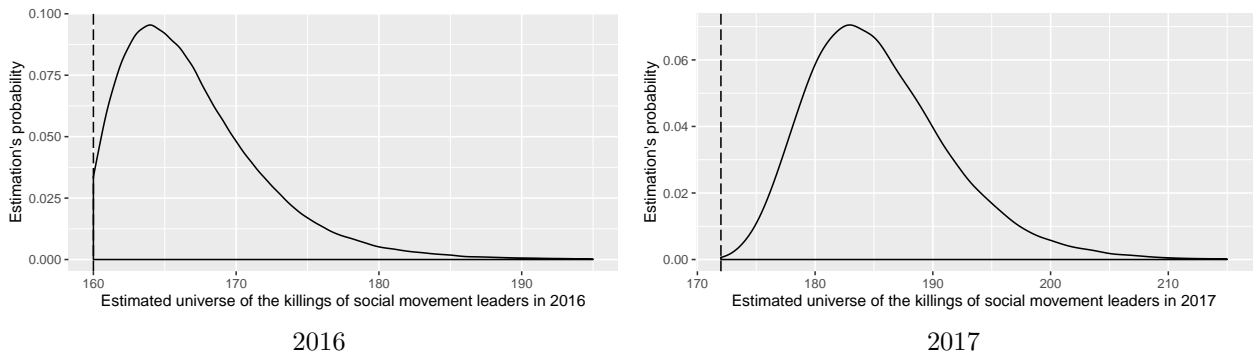 Estimation's probability
0.100
0.075
0.050
0.025
0.000
160 170 180 190
Estimated universe of the killings of social movement leaders in 2016
2016
Estimation's probability
0.06
0.04
0.02
0.00
170 180 190 200 210
Estimated universe of the killings of social movement leaders in 2017
2017